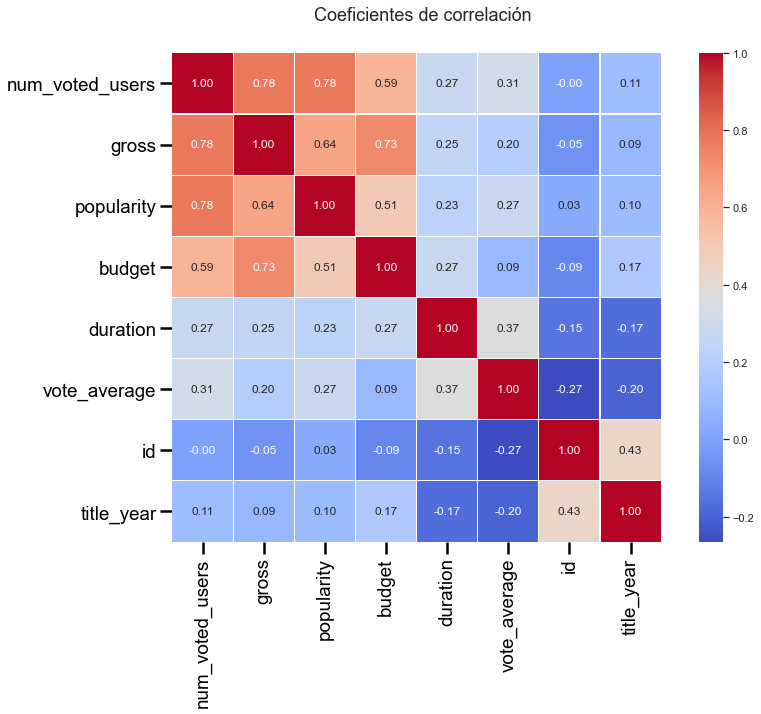 Coeficientes de correlación
num_voted_users 1.00 0.78 0.78 0.59 0.27 0.31 -0.00 0.11
gross 0.78 1.00 0.64 0.73 0.25 0.20 -0.05 0.09
popularity 0.78 0.64 1.00 0.51 0.23 0.27 0.03 0.10
budget 0.59 0.73 0.51 1.00 0.27 0.09 -0.09 0.17
duration 0.27 0.25 0.23 0.27 1.00 0.37 -0.15 -0.17
vote_average 0.31 0.20 0.27 0.09 0.37 1.00 -0.27 -0.20
id -0.00 -0.05 0.03 -0.09 -0.15 -0.27 1.00 0.43
title_year 0.11 0.09 0.10 0.17 -0.17 -0.20 0.43 1.00
num_voted_users
gross
popularity
budget
duration
vote_average
id
title_year
1.0
0.8
0.6
0.4
0.2
0.0
−0.2